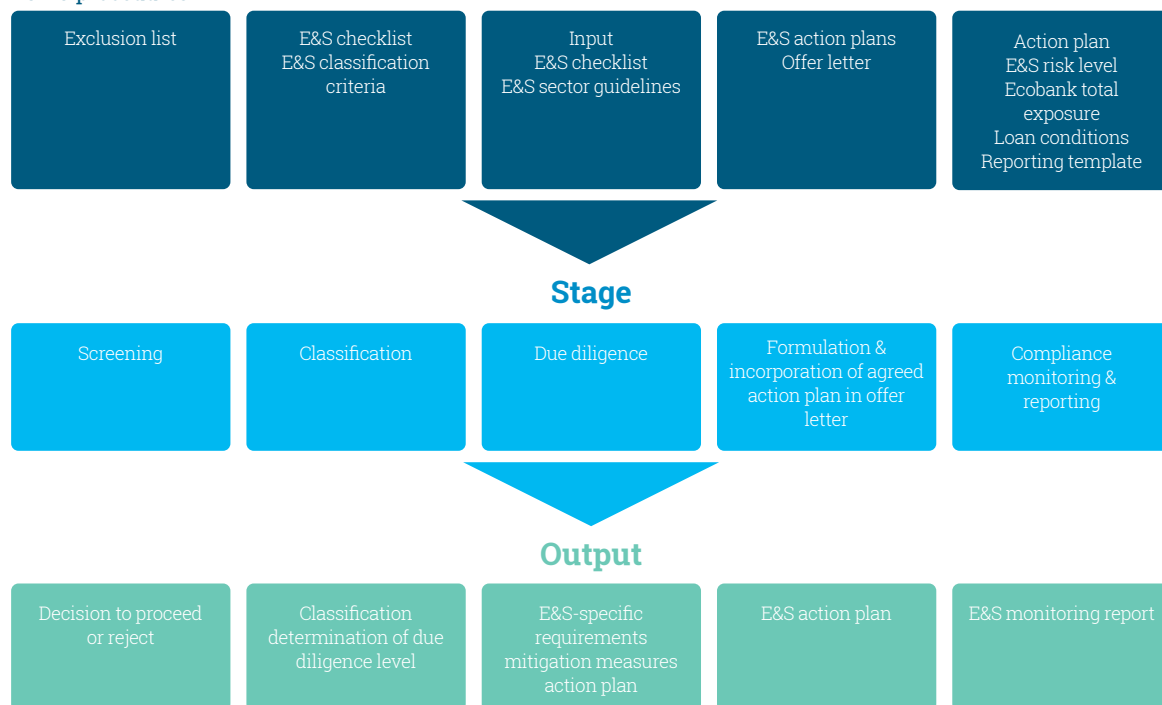 Exclusion list
E&S checklist
E&S classification
criteria
Input
E&S checklist
E&S sector guidelines
E&S action plans
Offer letter
Action plan
E&S risk level
Ecobank total
exposure
Loan conditions
Reporting template
Stage
Screening
Classification
Due diligence
Formulation &
incorporation of agreed
action plan in offer
letter
Compliance
monitoring &
reporting
Output
Decision to proceed
or reject
Classification
determination of due
diligence level
E&S-specific
requirements
mitigation measures
action plan
E&S action plan
E&S monitoring report